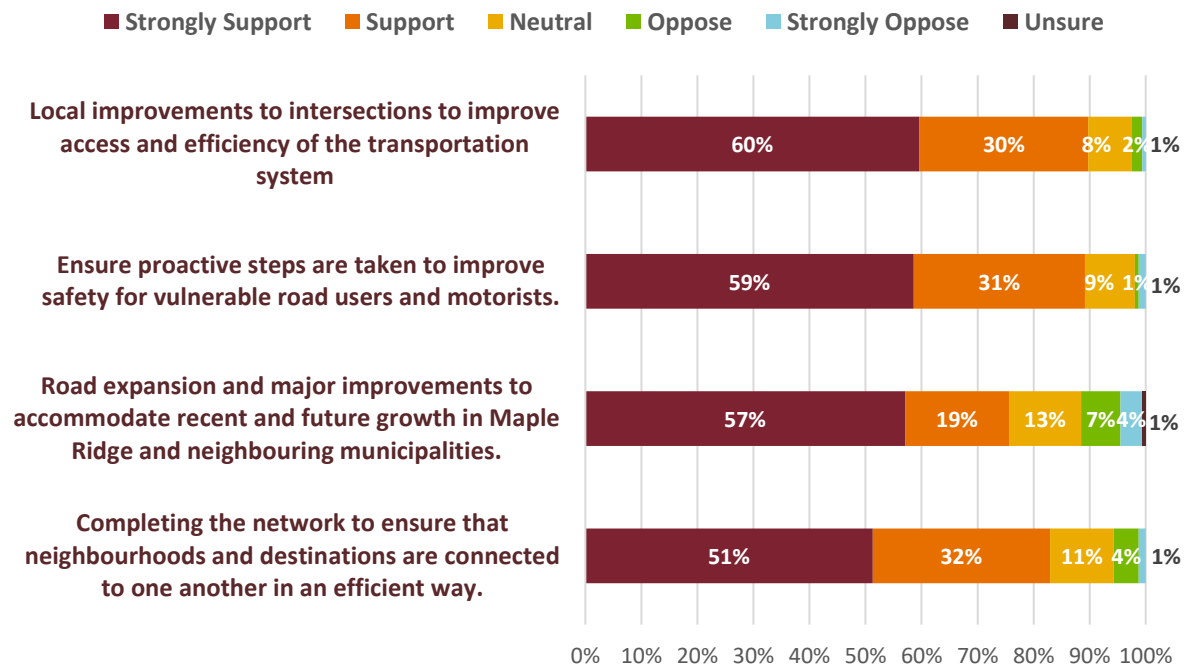 Strongly Support Support Neutral Oppose Strongly Oppose Unsure
Local improvements to intersections to improve
access and efficiency of the transportation
system
60% 30% 8% 2% 1%
Ensure proactive steps are taken to improve
safety for vulnerable road users and motorists.
59% 31% 9% 1% 1%
Road expansion and major improvements to
accommodate recent and future growth in Maple
Ridge and neighbouring municipalities.
57% 19% 13% 7% 4% 1%
Completing the network to ensure that
neighbourhoods and destinations are connected
to one another in an efficient way.
51% 32% 11% 4% 1%
0% 10% 20% 30% 40% 50% 60% 70% 80% 90% 100%